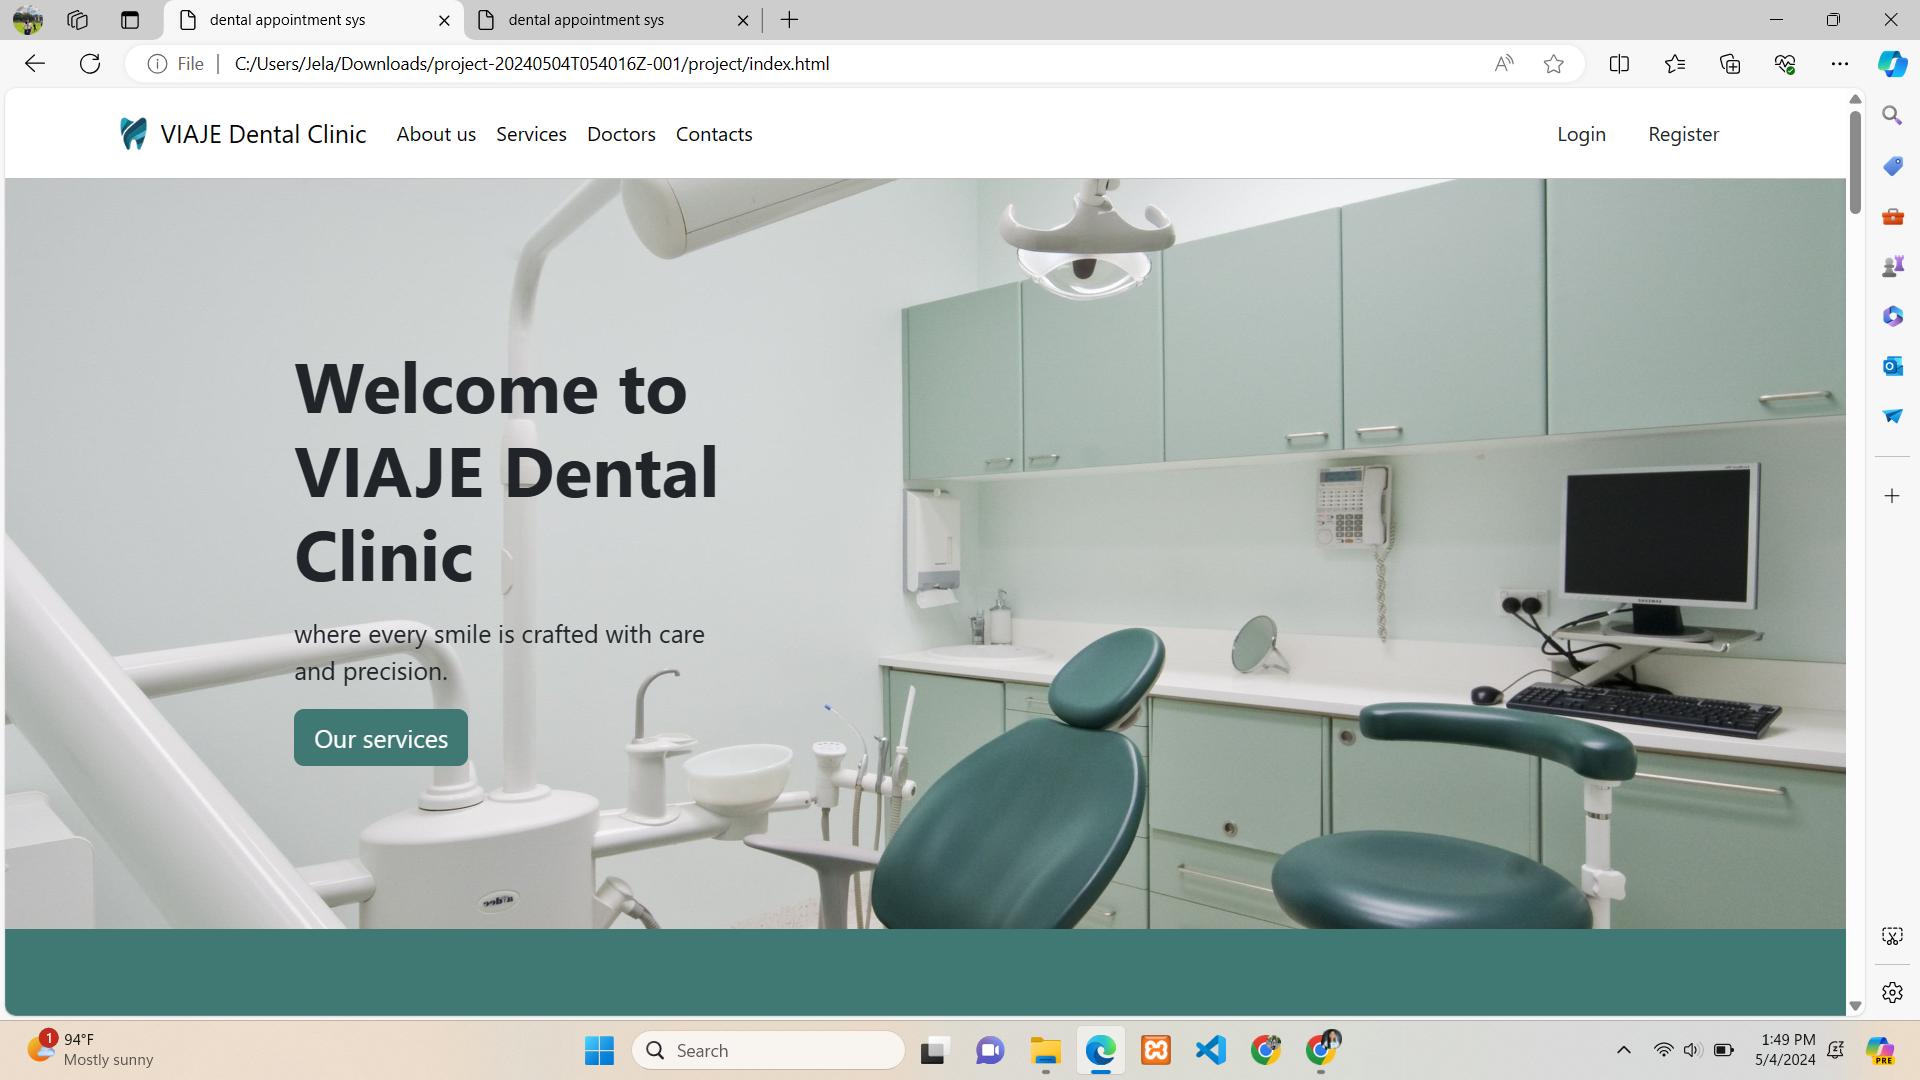 dental appointment sys
dental appointment sys
File
C:/Users/Jela/Downloads/project-20240504T054016Z-001/project/index.html
VIAJE Dental Clinic
About us
Services
Doctors
Contacts
Login
Register
Welcome to
VIAJE Dental
Clinic
where every smile is crafted with care
and precision.
Our services
1
94°F
Mostly sunny
Search
1:49 PM
5/4/2024
PRE